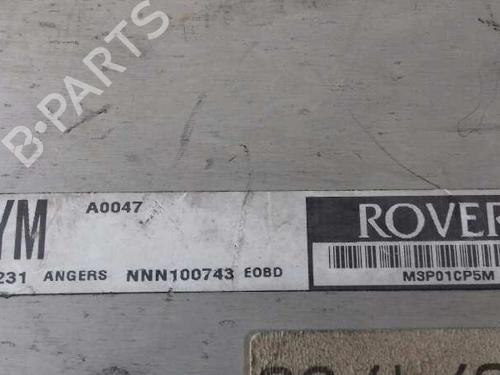 B-PARTS
YM
A0047
ROVER
231 ANGERS NNN100743 EOBD
M3P01CP5M